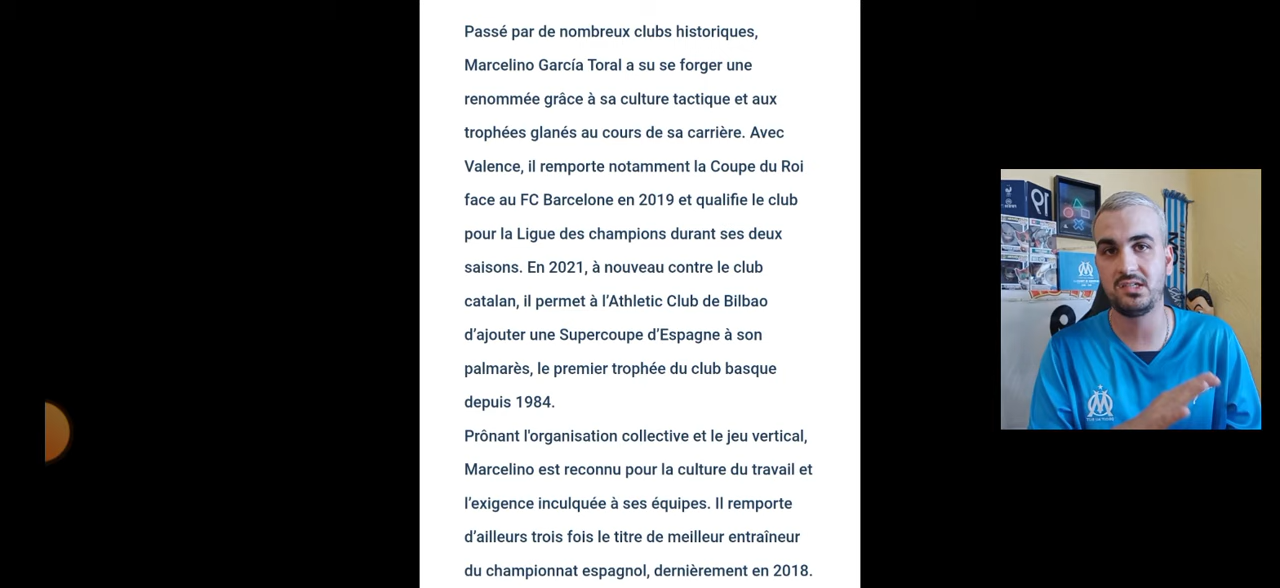 Passé par de nombreux clubs historiques,
Marcelino García Toral a su se forger une
renommée grâce à sa culture tactique et aux
trophées glanés au cours de sa carrière. Avec
Valence, il remporte notamment la Coupe du Roi
face au FC Barcelone en 2019 et qualifie le club
pour la Ligue des champions durant ses deux
saisons. En 2021, à nouveau contre le club
catalan, il permet à l’Athletic Club de Bilbao
d’ajouter une Supercoupe d’Espagne à son
palmarès, le premier trophée du club basque
depuis 1984.
Prônant l'organisation collective et le jeu vertical,
Marcelino est reconnu pour la culture du travail et
l’exigence inculquée à ses équipes. Il remporte
d’ailleurs trois fois le titre de meilleur entraîneur
du championnat espagnol, dernièrement en 2018.